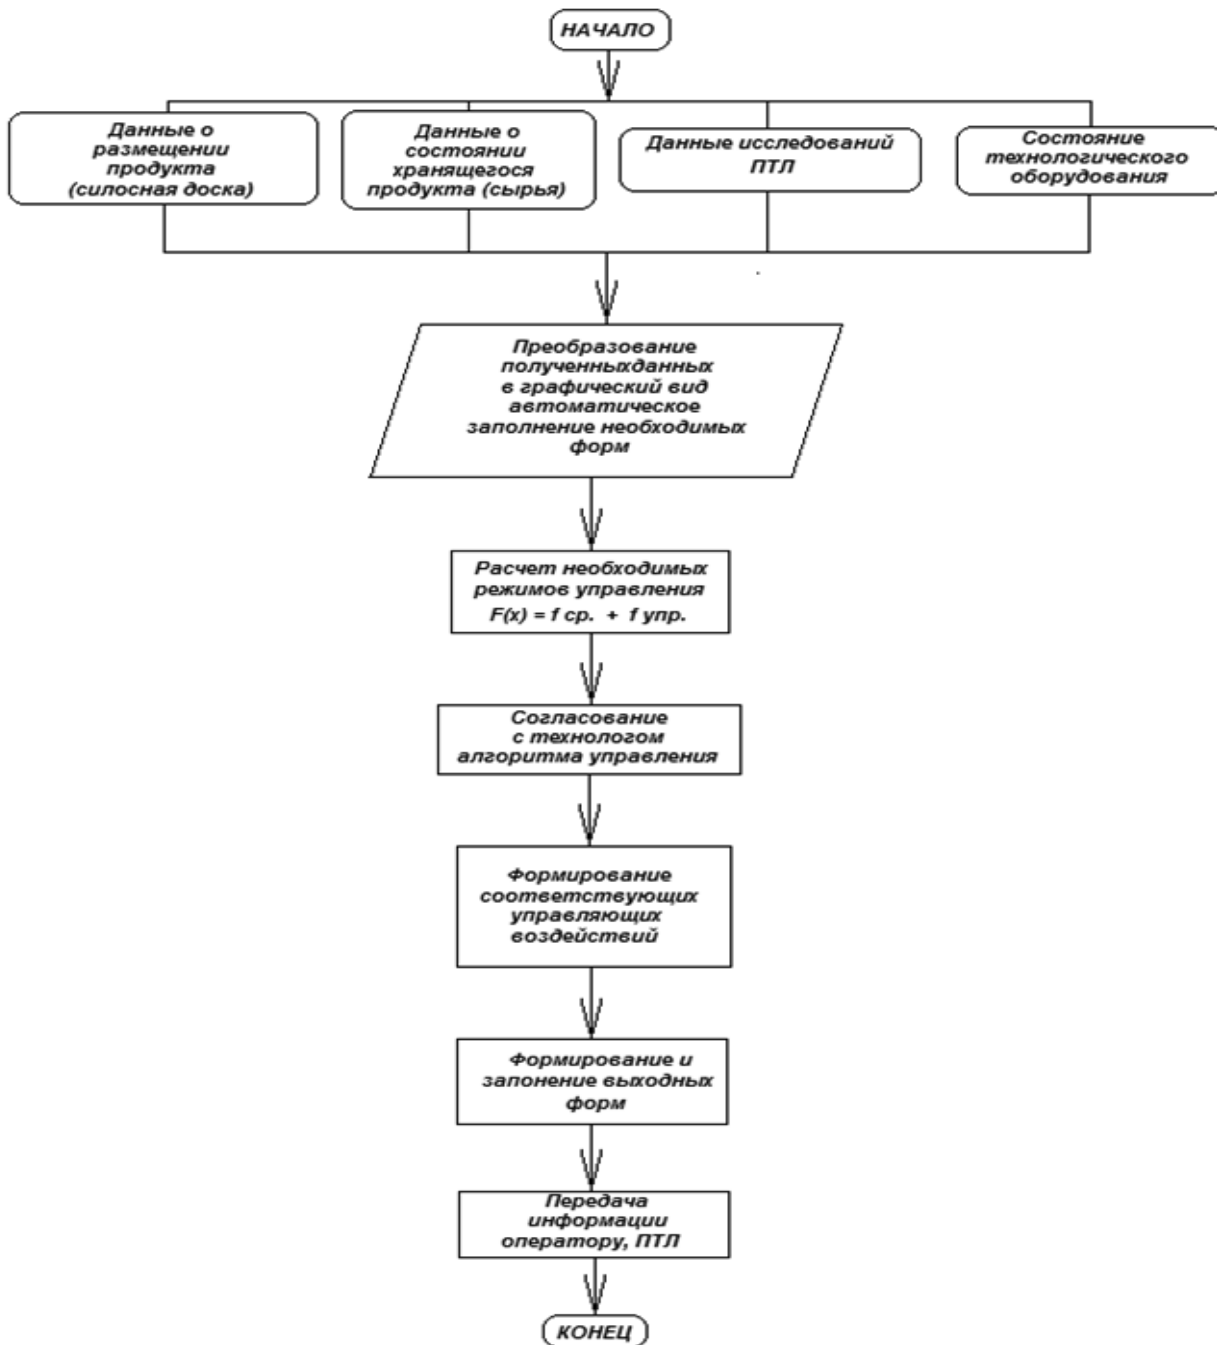 НАЧАЛО
Данные о
размещении
продукта
(силосная доска)
Данные о
состоянии
хранящегося
продукта (сырья)
Данные исследований
ПТЛ
Состояние
технологического
оборудования
Преобразование
полученныхданных
в графический вид
автоматическое
заполнение необходимых
форм
Расчет необходимых
режимов управления
F(x) = f ср. + f упр.
Согласование
с технологом
алгоритма управления
Формирование
соответствующих
управляющих
воздействий
Формирование и
запонение выходных
форм
Передача
информации
оператору, ПТЛ
КОНЕЦ